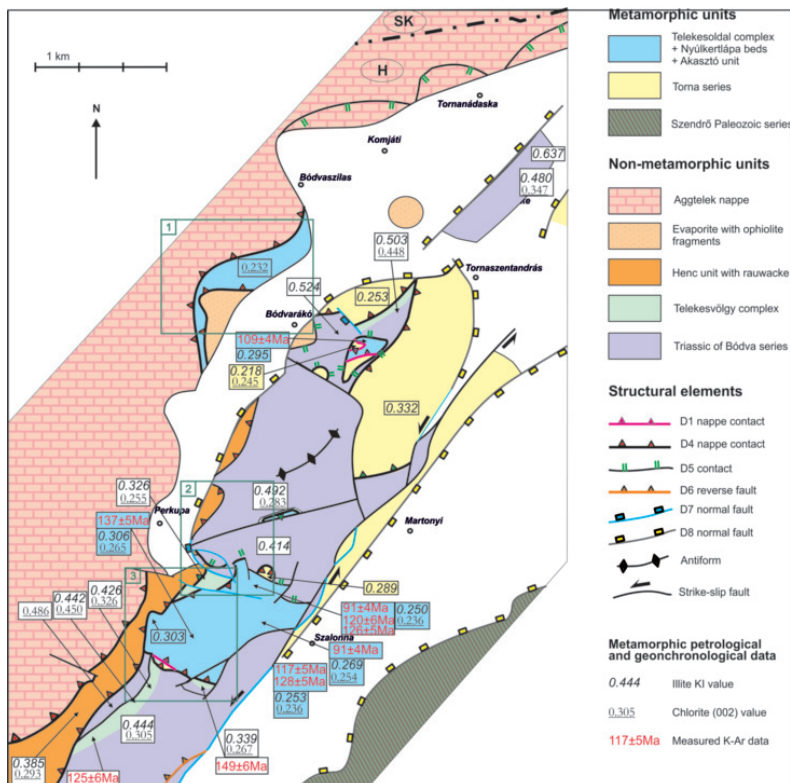 SK
H
1 km
N
Tornanádaska
Komjáti
Bódvaszilas
0.637
0.480
0.347
1
0.503
0.448
0.232
Tornaszentandrás
0.524
0.253
Bódvarákó
109±4Ma
0.295
0.218
0.245
0.332
0.326
0.255
2
0.492
0.283
Perkupa
137±5Ma
0.306
0.265
Martonyi
0.414
3
0.426
0.326
0.442
0.450
0.486
0.289
91±4Ma
120±6Ma
126±5Ma
0.250
0.236
0.303
Szalonna
91±4Ma
117±5Ma
128±5Ma
0.269
0.254
0.253
0.236
0.444
0.305
0.339
0.267
149±6Ma
0.385
0.293
125±6Ma
Metamorphic units
Telekesoldal complex
+ Nyúlkertlápa beds
+ Akasztó unit
Torna series
Szendrő Paleozoic series
Non-metamorphic units
Aggtelek nappe
Evaporite with ophiolite
fragments
Henc unit with rauwacke
Telekesvölgy complex
Triassic of Bódva series
Structural elements
D1 nappe contact
D4 nappe contact
D5 contact
D6 reverse fault
D7 normal fault
D8 normal fault
Antiform
Strike-slip fault
Metamorphic petrological
and geonchronological data
0.444
Illite KI value
0.305
Chlorite (002) value
117±5Ma
Measured K-Ar data